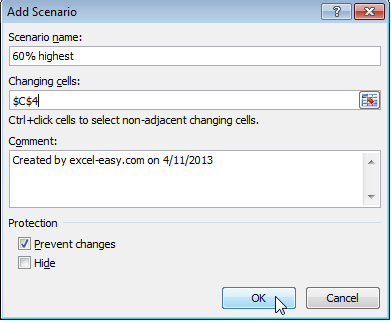 Add Scenario
?
Scenario name:
60% highest
Changing cells:
$C$4
Ctrl+click cells to select non-adjacent changing cells.
Comment:
Created by excel-easy.com on 4/11/2013
Protection
Prevent changes
Hide
OK
Cancel